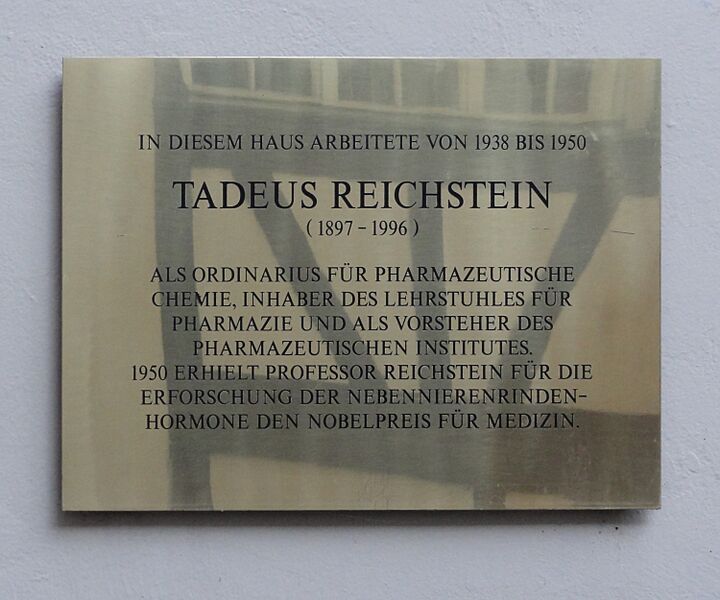 IN DIESEM HAUS ARBEITETE VON 1938 BIS 1950
TADEUS REICHSTEIN
(1897 – 1996)
ALS ORDINARIUS FÜR PHARMAZEUTISCHE
CHEMIE, INHABER DES LEHRSTUHLES FÜR
PHARMAZIE UND ALS VORSTEHER DES
PHARMAZEUTISCHEN INSTITUTES.
1950 ERHIELT PROFESSOR REICHSTEIN FÜR DIE
ERFORSCHUNG DER NEBENNIERENRINDEN-
HORMONE DEN NOBELPREIS FÜR MEDIZIN.